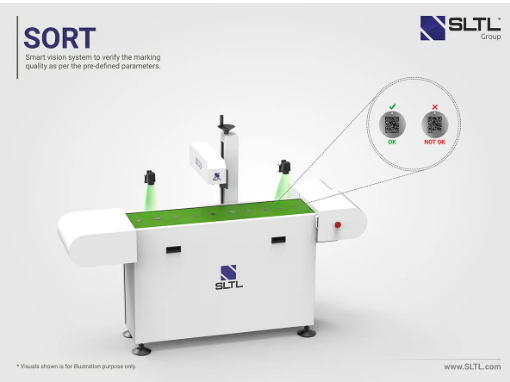 SORT
Smart vision system to verify the marking
quality as per the pre-defined parameters.
SLTL
Group
OK
NOT OK
SLTL
SLTL
* Visuals shown is for illustration purpose only.
www.SLTL.com